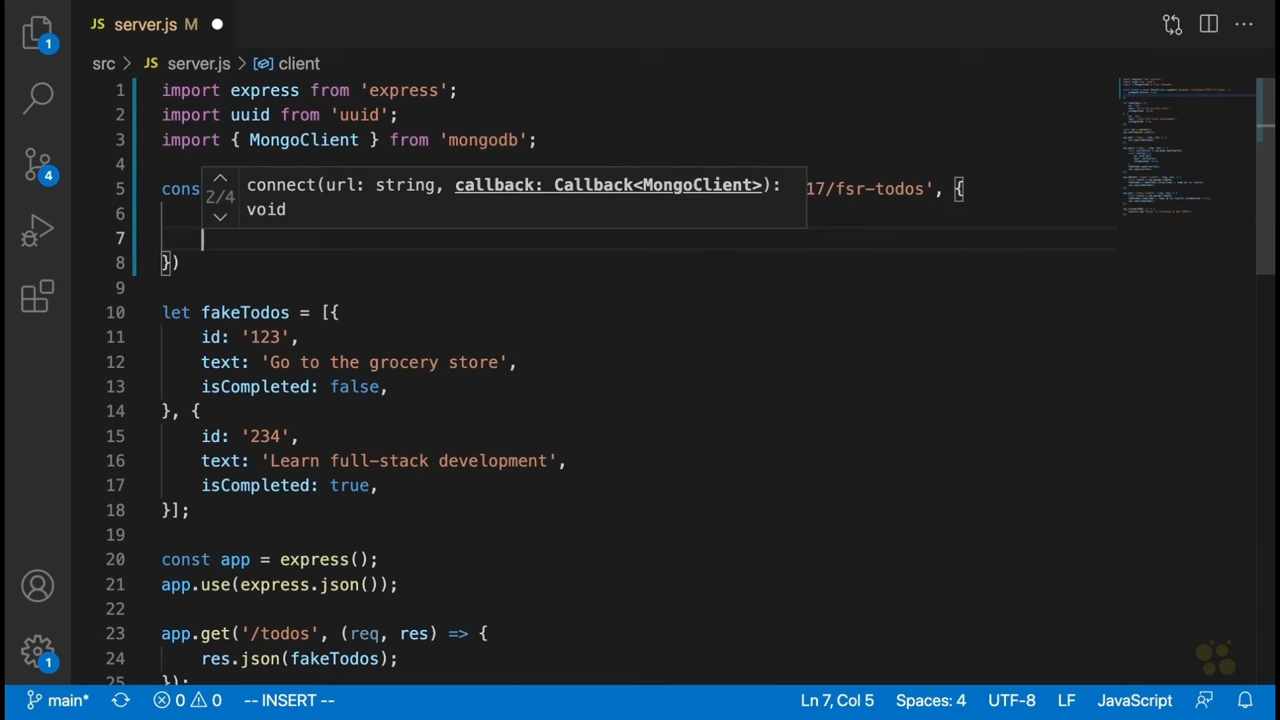 JS server.js M
1
src > JS server.js > client
1 import express from 'express';
2 import uuid from 'uuid';
3 import { MongoClient } from 'mongodb';
4
5 cons 17/fsr-todos', {
2/4 connect(url: string, callback: Callback<MongoClient>):
void
6
7
8 })
9
10 let fakeTodos = [{
11 id: '123',
12 text: 'Go to the grocery store',
13 isCompleted: false,
14 }, {
15 id: '234',
16 text: 'Learn full-stack development',
17 isCompleted: true,
18 }];
19
20 const app = express();
21 app.use(express.json());
22
23 app.get('/todos', (req, res) => {
24 res.json(fakeTodos);
25 });
4
1
main* 0 0 -- INSERT -- Ln 7, Col 5 Spaces: 4 UTF-8 LF JavaScript